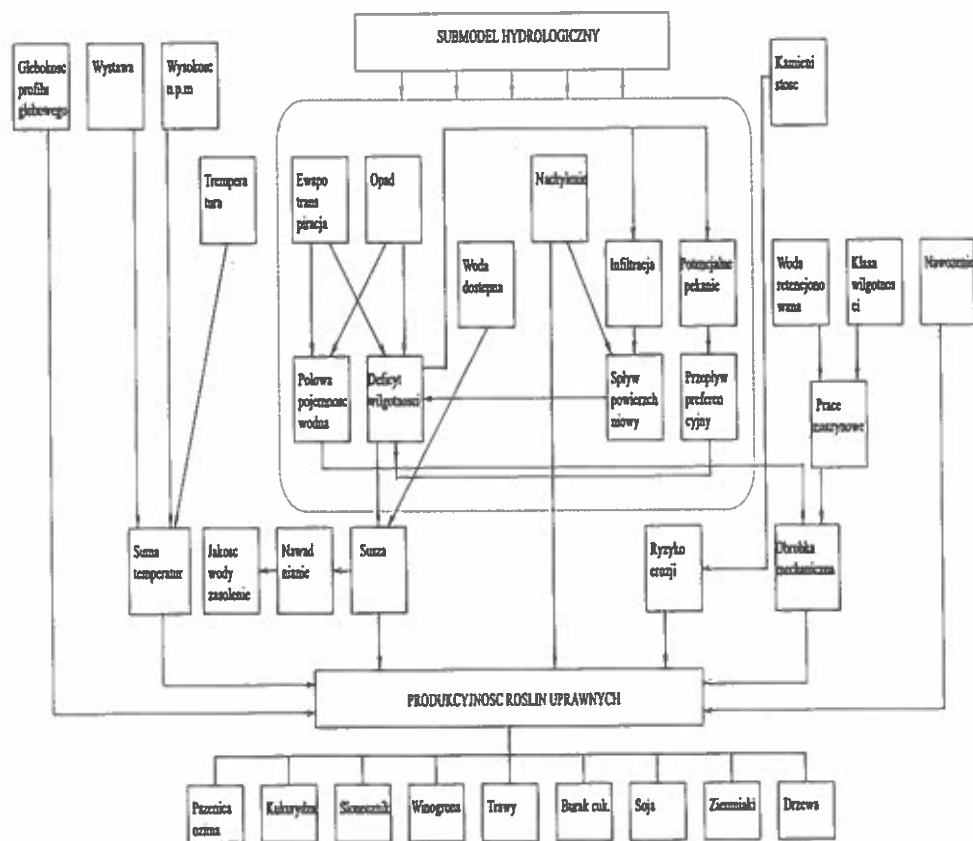 SUBMODEL HYDROLOGICZNY
Glebokosc
profilu
glebowego
Wystawa
Wysokosc
n.p.m
Kamieni
stosc
Trempera
tura
Ewapo
trans
piracja
Opad
Nachylenie
Woda
dostepna
Infiltracja
Potencjalne
pekanie
Woda
retencjono
wana
Klasa
wilgotnos
ci
Nawozenie
Polowa
pojemnosc
wodna
Deficyt
wilgotnosci
Spływ
powierzch
niowy
Przepływ
preferen
cyjny
Prace
maszynowe
Suma
temperatur
Jakosc
wody
zasolenie
Nawad
nianie
Susza
Ryzyko
erozji
Obrobka
mechaniczna
PRODUKCYJNOSC ROSLIN UPRAWNYCH
Pszenica
ozima
Kukurydza
Slonecznik
Winogrona
Trawy
Burak cuk.
Soja
Ziemniaki
Drzewa